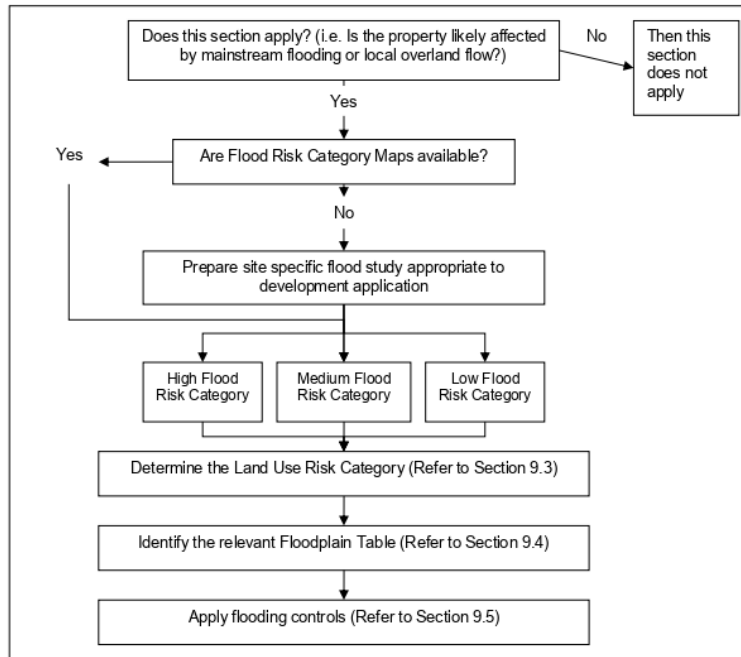 Does this section apply? (i.e. Is the property likely affected
by mainstream flooding or local overland flow?)
No
Then this
section
does not
apply
Yes
Yes
Are Flood Risk Category Maps available?
No
Prepare site specific flood study appropriate to
development application
High Flood
Risk Category
Medium Flood
Risk Category
Low Flood
Risk Category
Determine the Land Use Risk Category (Refer to Section 9.3)
Identify the relevant Floodplain Table (Refer to Section 9.4)
Apply flooding controls (Refer to Section 9.5)